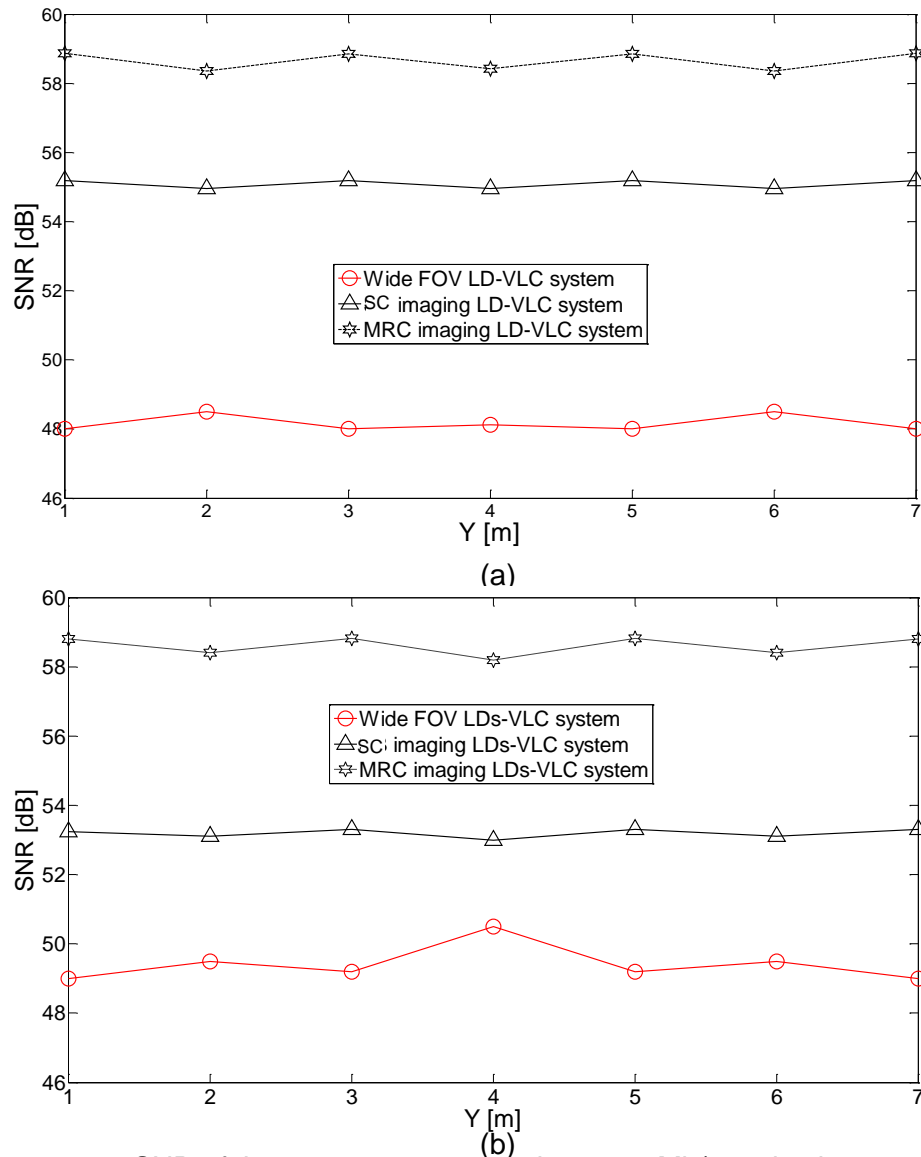 60
58
56
54
52
50
48
46
SNR [dB]
Wide FOV LD-VLC system
SC imaging LD-VLC system
MRC imaging LD-VLC system
1 2 3 4 5 6 7
Y [m]
(a)
60
58
56
54
52
50
48
46
SNR [dB]
Wide FOV LDs-VLC system
SC imaging LDs-VLC system
MRC imaging LDs-VLC system
1 2 3 4 5 6 7
Y [m]
(b)